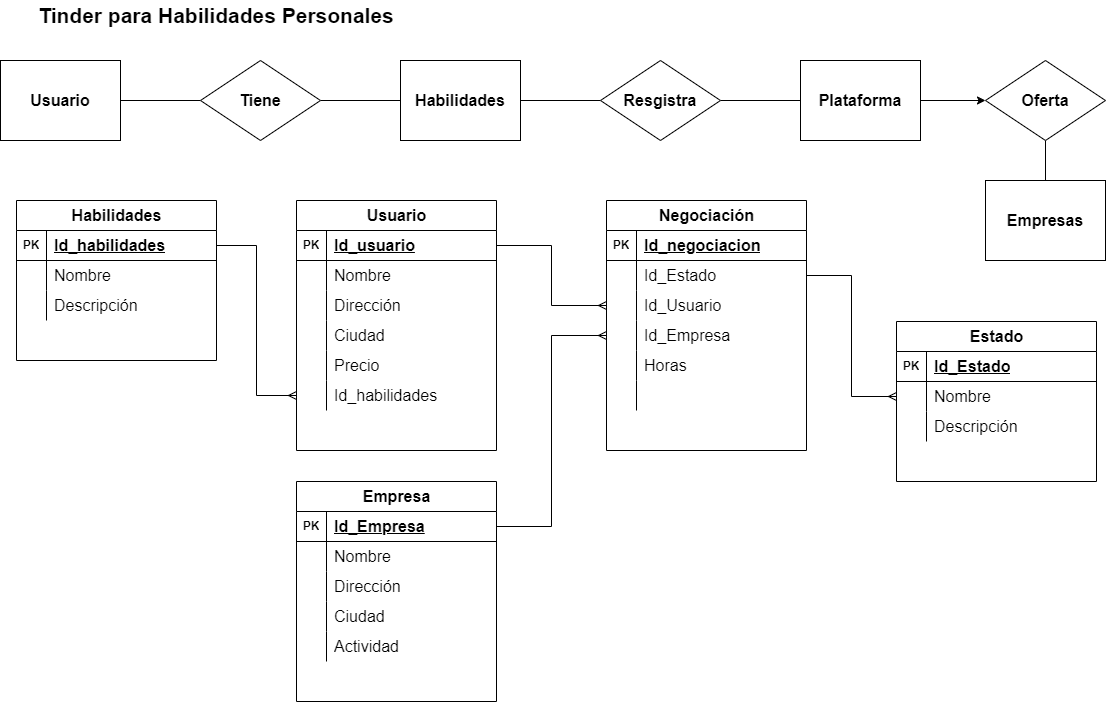 Tinder para Habilidades Personales
Usuario
Tiene
Habilidades
Resgistra
Plataforma
Oferta
Empresas
Habilidades
PK Id_habilidades
Nombre
Descripción
Usuario
PK Id_usuario
Nombre
Dirección
Ciudad
Precio
Id_habilidades
Negociación
PK Id_negociacion
Id_Estado
Id_Usuario
Id_Empresa
Horas
Estado
PK Id_Estado
Nombre
Descripción
Empresa
PK Id_Empresa
Nombre
Dirección
Ciudad
Actividad